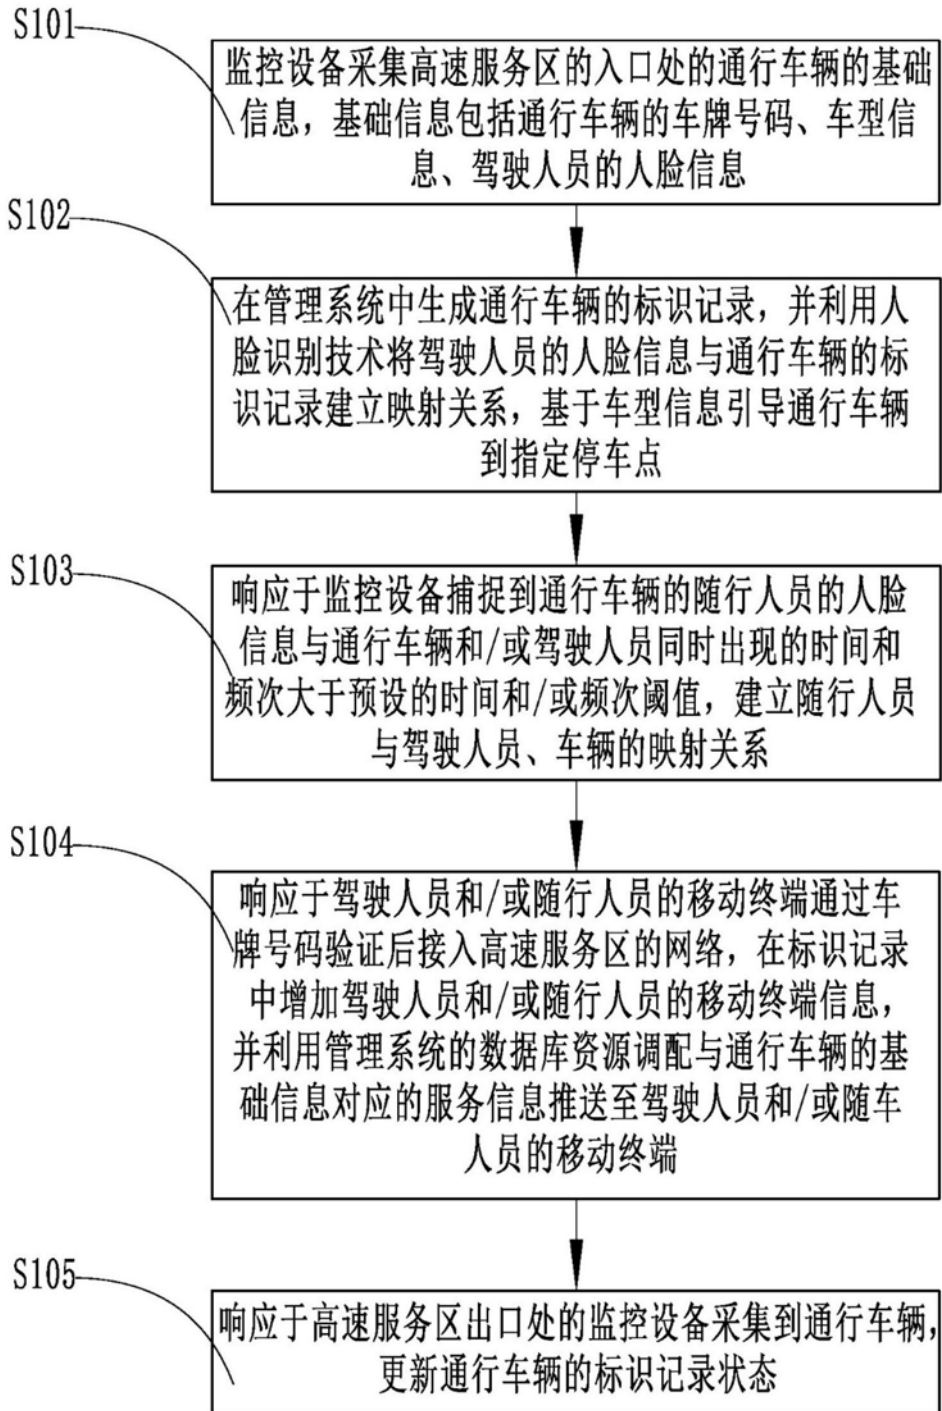 S101
监控设备采集高速服务区的入口处的通行车辆的基础
信息，基础信息包括通行车辆的车牌号码、车型信
息、驾驶人员的人脸信息
S102
在管理系统中生成通行车辆的标识记录，并利用人
脸识别技术将驾驶人员的人脸信息与通行车辆的标
识记录建立映射关系，基于车型信息引导通行车辆
到指定停车点
S103
响应于监控设备捕捉到通行车辆的随行人员的人脸
信息与通行车辆和/或驾驶人员同时出现的时间和
频次大于预设的时间和/或频次阈值，建立随行人员
与驾驶人员、车辆的映射关系
S104
响应于驾驶人员和/或随行人员的移动终端通过车
牌号码验证后接入高速服务区的网络，在标识记录
中增加驾驶人员和/或随行人员的移动终端信息，
并利用管理系统的数据库资源调配与通行车辆的基
础信息对应的服务信息推送至驾驶人员和/或随车
人员的移动终端
S105
响应于高速服务区出口处的监控设备采集到通行车辆，
更新通行车辆的标识记录状态